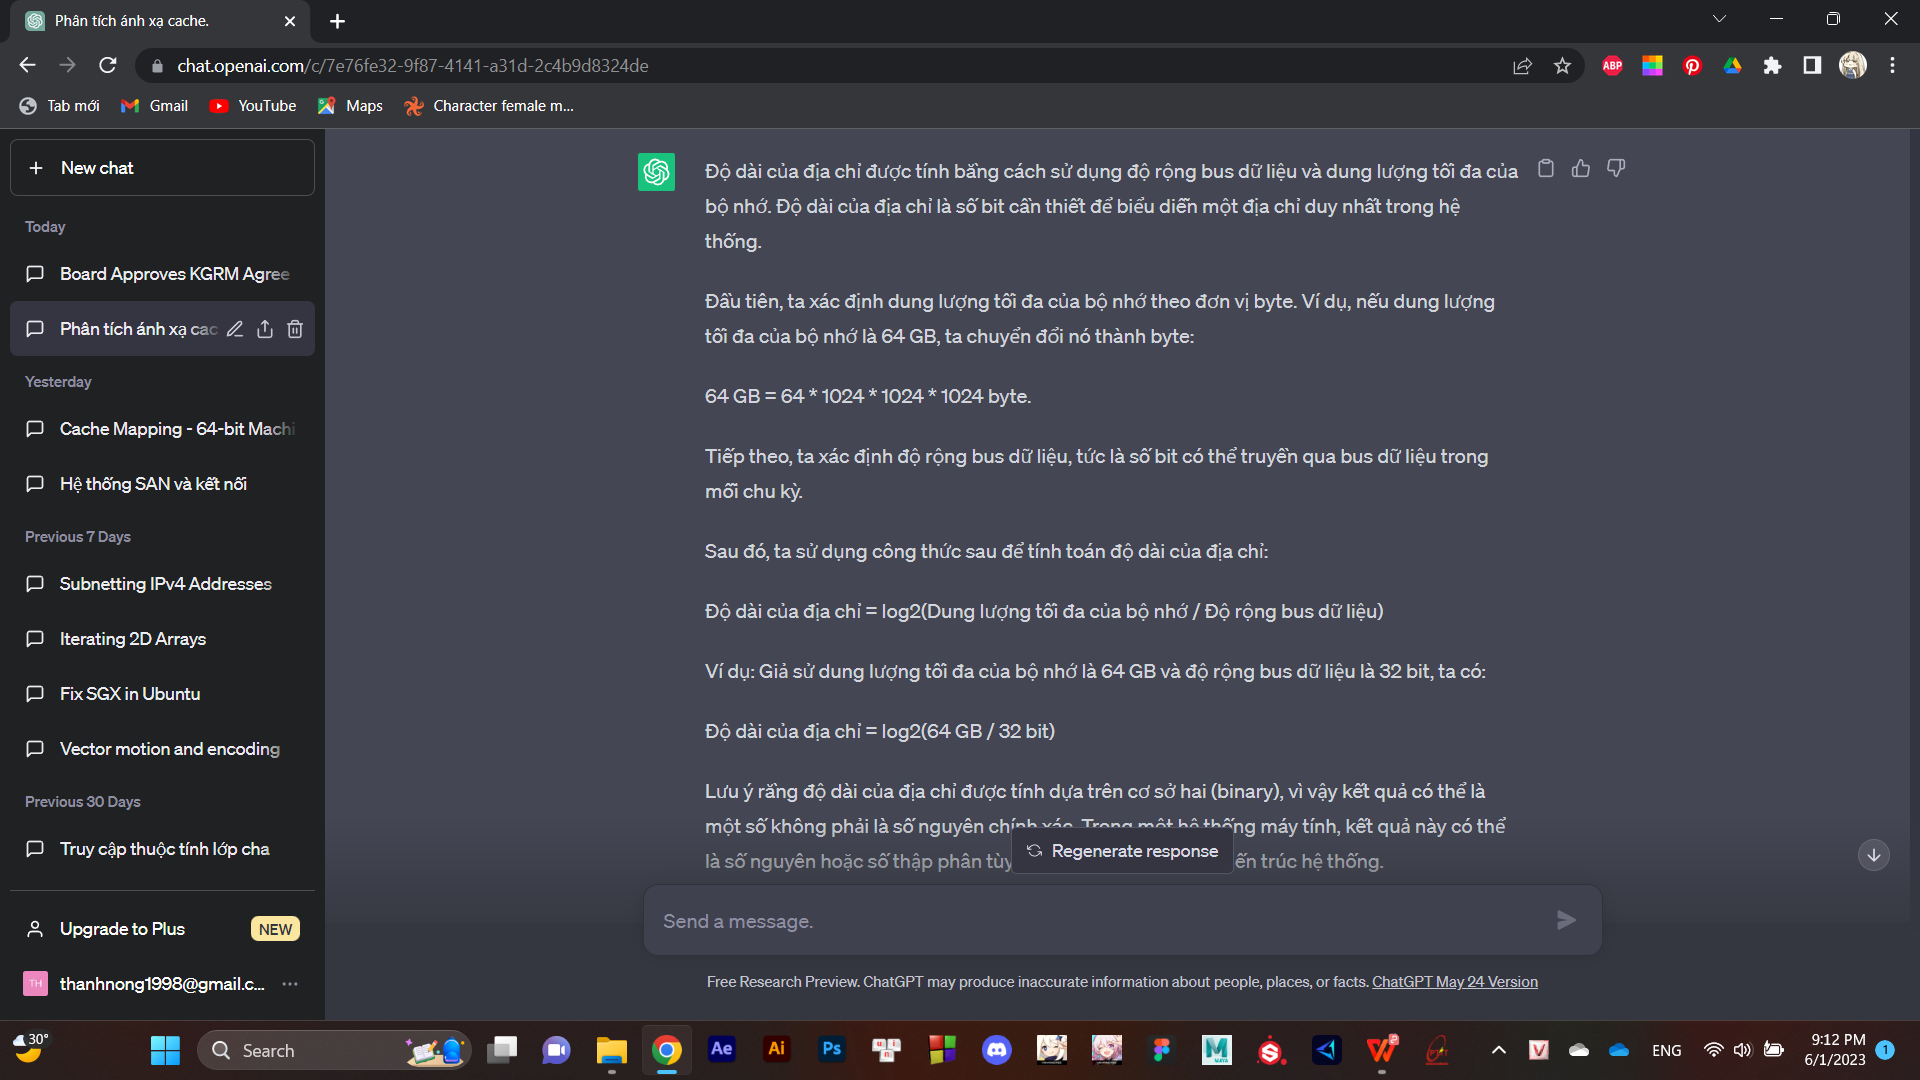 Phân tích ánh xạ cache.
chat.openai.com/c/7e76fe32-9f87-4141-a31d-2c4b9d8324de
ABP
Tab mới
Gmail
YouTube
Maps
Character female m...
New chat
Today
Board Approves KGRM Agree
Phân tích ánh xạ cac
Yesterday
Cache Mapping - 64-bit Machi
Hệ thống SAN và kết nối
Previous 7 Days
Subnetting IPv4 Addresses
Iterating 2D Arrays
Fix SGX in Ubuntu
Vector motion and encoding
Previous 30 Days
Truy cập thuộc tính lớp cha
Upgrade to Plus
NEW
TH
thanhnong1998@gmail.c...
Độ dài của địa chỉ được tính bằng cách sử dụng độ rộng bus dữ liệu và dung lượng tối đa của
bộ nhớ. Độ dài của địa chỉ là số bit cần thiết để biểu diễn một địa chỉ duy nhất trong hệ
thống.
Đầu tiên, ta xác định dung lượng tối đa của bộ nhớ theo đơn vị byte. Ví dụ, nếu dung lượng
tối đa của bộ nhớ là 64 GB, ta chuyển đổi nó thành byte:
64 GB = 64 * 1024 * 1024 * 1024 byte.
Tiếp theo, ta xác định độ rộng bus dữ liệu, tức là số bit có thể truyền qua bus dữ liệu trong
mỗi chu kỳ.
Sau đó, ta sử dụng công thức sau để tính toán độ dài của địa chỉ:
Độ dài của địa chỉ = log2(Dung lượng tối đa của bộ nhớ / Độ rộng bus dữ liệu)
Ví dụ: Giả sử dung lượng tối đa của bộ nhớ là 64 GB và độ rộng bus dữ liệu là 32 bit, ta có:
Độ dài của địa chỉ = log2(64 GB / 32 bit)
Lưu ý rằng độ dài của địa chỉ được tính dựa trên cơ sở hai (binary), vì vậy kết quả có thể là
một số không phải là số nguyên chính xác. Trong một hệ thống máy tính, kết quả này có thể
là số nguyên hoặc số thập phân tùy ến trúc hệ thống.
Regenerate response
Send a message.
Free Research Preview. ChatGPT may produce inaccurate information about people, places, or facts. ChatGPT May 24 Version
30°
Search
Ae
Ai
Ps
M
MAYA
V
ENG
9:12 PM
6/1/2023
1